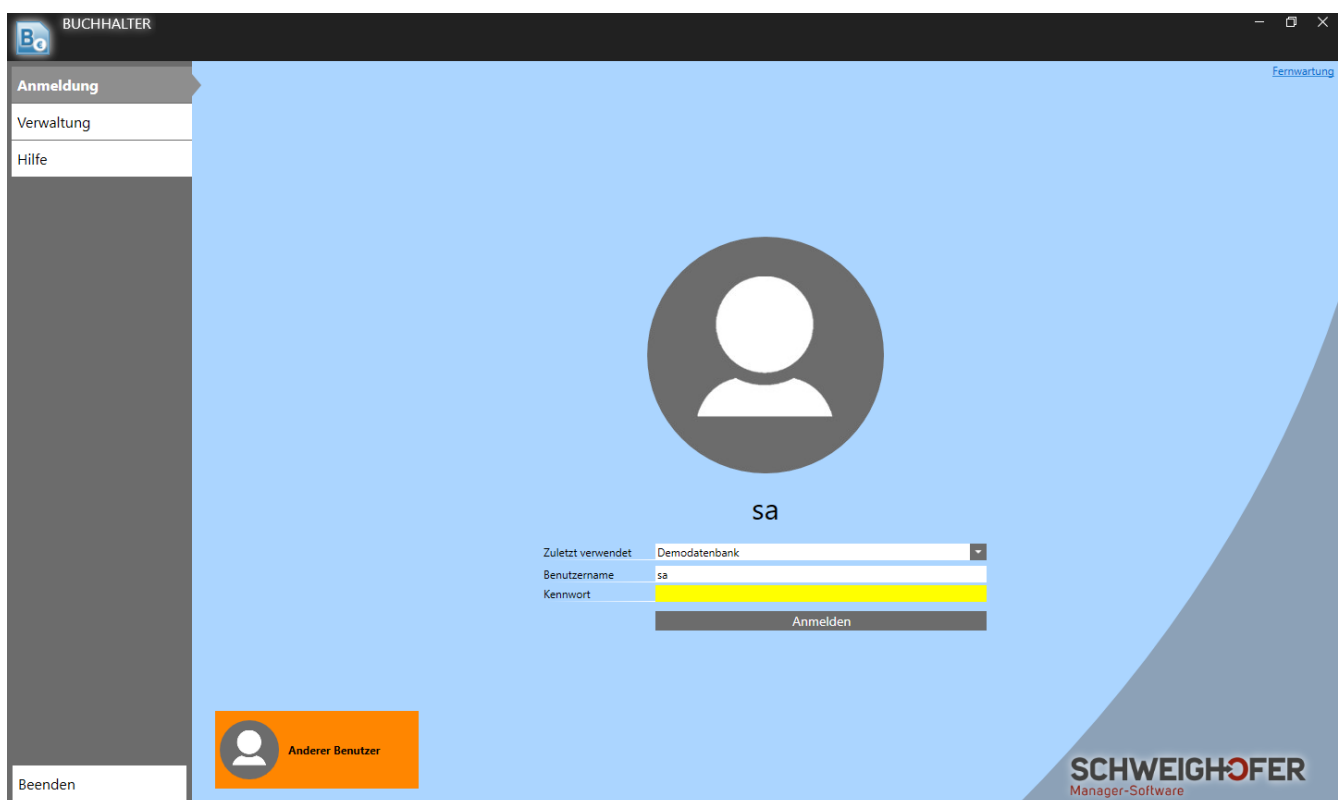 BUCHHALTER
B€
Fernwartung
Anmeldung
Verwaltung
Hilfe
sa
Zuletzt verwendet Demodatenbank
Benutzername sa
Kennwort
Anmelden
Anderer Benutzer
Beenden
SCHWEIGHOFER
Manager-Software